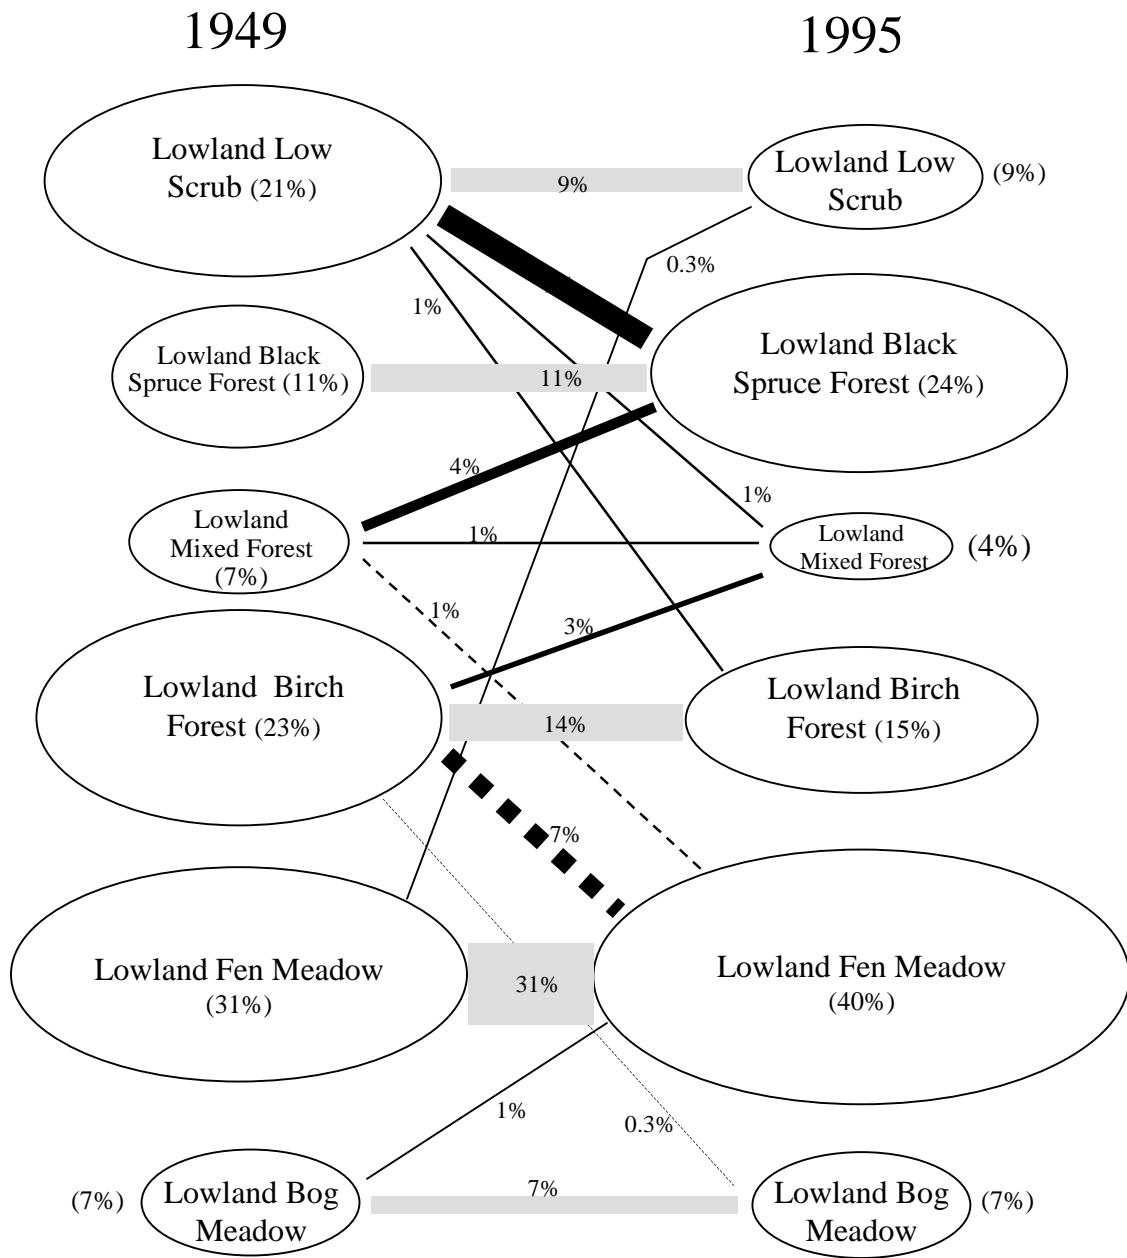 1949
1995
Lowland Low
Scrub (21%)
9%
Lowland Low
Scrub
(9%)
0.3%
1%
Lowland Black
Spruce Forest (11%)
11%
Lowland Black
Spruce Forest (24%)
4%
1%
Lowland
Mixed Forest
(7%)
1%
Lowland
Mixed Forest
(4%)
1%
3%
Lowland Birch
Forest (23%)
14%
Lowland Birch
Forest (15%)
7%
Lowland Fen Meadow
(31%)
31%
Lowland Fen Meadow
(40%)
1%
0.3%
(7%)
Lowland Bog
Meadow
7%
Lowland Bog
Meadow
(7%)